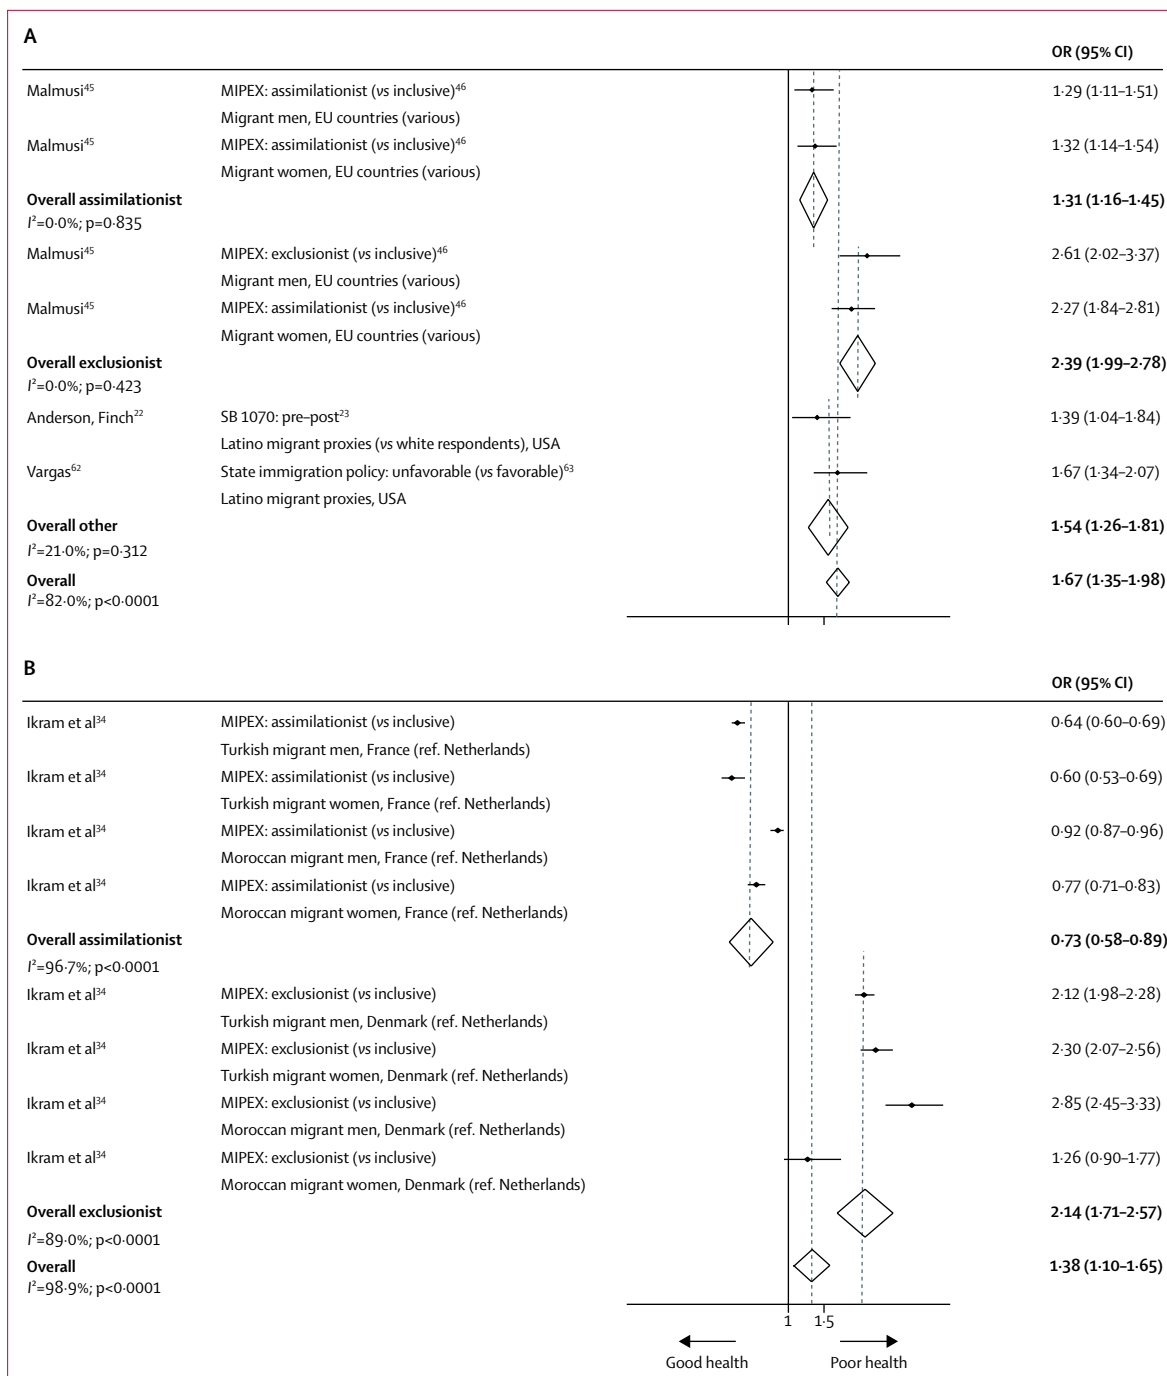 A
OR (95% CI)
Malmusi⁴⁵ MIPEX: assimilationist (vs inclusive)⁴⁶ 1·29 (1·11–1·51)
Migrant men, EU countries (various)
Malmusi⁴⁵ MIPEX: assimilationist (vs inclusive)⁴⁶ 1·32 (1·14–1·54)
Migrant women, EU countries (various)
Overall assimilationist 1·31 (1·16–1·45)
I²=0·0%; p=0·835
Malmusi⁴⁵ MIPEX: exclusionist (vs inclusive)⁴⁶ 2·61 (2·02–3·37)
Migrant men, EU countries (various)
Malmusi⁴⁵ MIPEX: assimilationist (vs inclusive)⁴⁶ 2·27 (1·84–2·81)
Migrant women, EU countries (various)
Overall exclusionist 2·39 (1·99–2·78)
I²=0·0%; p=0·423
Anderson, Finch²² SB 1070: pre–post²³ 1·39 (1·04–1·84)
Latino migrant proxies (vs white respondents), USA
Vargas⁶² State immigration policy: unfavorable (vs favorable)⁶³ 1·67 (1·34–2·07)
Latino migrant proxies, USA
Overall other 1·54 (1·26–1·81)
I²=21·0%; p=0·312
Overall 1·67 (1·35–1·98)
I²=82·0%; p<0·0001
B
OR (95% CI)
Ikram et al³⁴ MIPEX: assimilationist (vs inclusive) 0·64 (0·60–0·69)
Turkish migrant men, France (ref. Netherlands)
Ikram et al³⁴ MIPEX: assimilationist (vs inclusive) 0·60 (0·53–0·69)
Turkish migrant women, France (ref. Netherlands)
Ikram et al³⁴ MIPEX: assimilationist (vs inclusive) 0·92 (0·87–0·96)
Moroccan migrant men, France (ref. Netherlands)
Ikram et al³⁴ MIPEX: assimilationist (vs inclusive) 0·77 (0·71–0·83)
Moroccan migrant women, France (ref. Netherlands)
Overall assimilationist 0·73 (0·58–0·89)
I²=96·7%; p<0·0001
Ikram et al³⁴ MIPEX: exclusionist (vs inclusive) 2·12 (1·98–2·28)
Turkish migrant men, Denmark (ref. Netherlands)
Ikram et al³⁴ MIPEX: exclusionist (vs inclusive) 2·30 (2·07–2·56)
Turkish migrant women, Denmark (ref. Netherlands)
Ikram et al³⁴ MIPEX: exclusionist (vs inclusive) 2·85 (2·45–3·33)
Moroccan migrant men, Denmark (ref. Netherlands)
Ikram et al³⁴ MIPEX: exclusionist (vs inclusive) 1·26 (0·90–1·77)
Moroccan migrant women, Denmark (ref. Netherlands)
Overall exclusionist 2·14 (1·71–2·57)
I²=89·0%; p<0·0001
Overall 1·38 (1·10–1·65)
I²=98·9%; p<0·0001
1 1·5
Good health Poor health